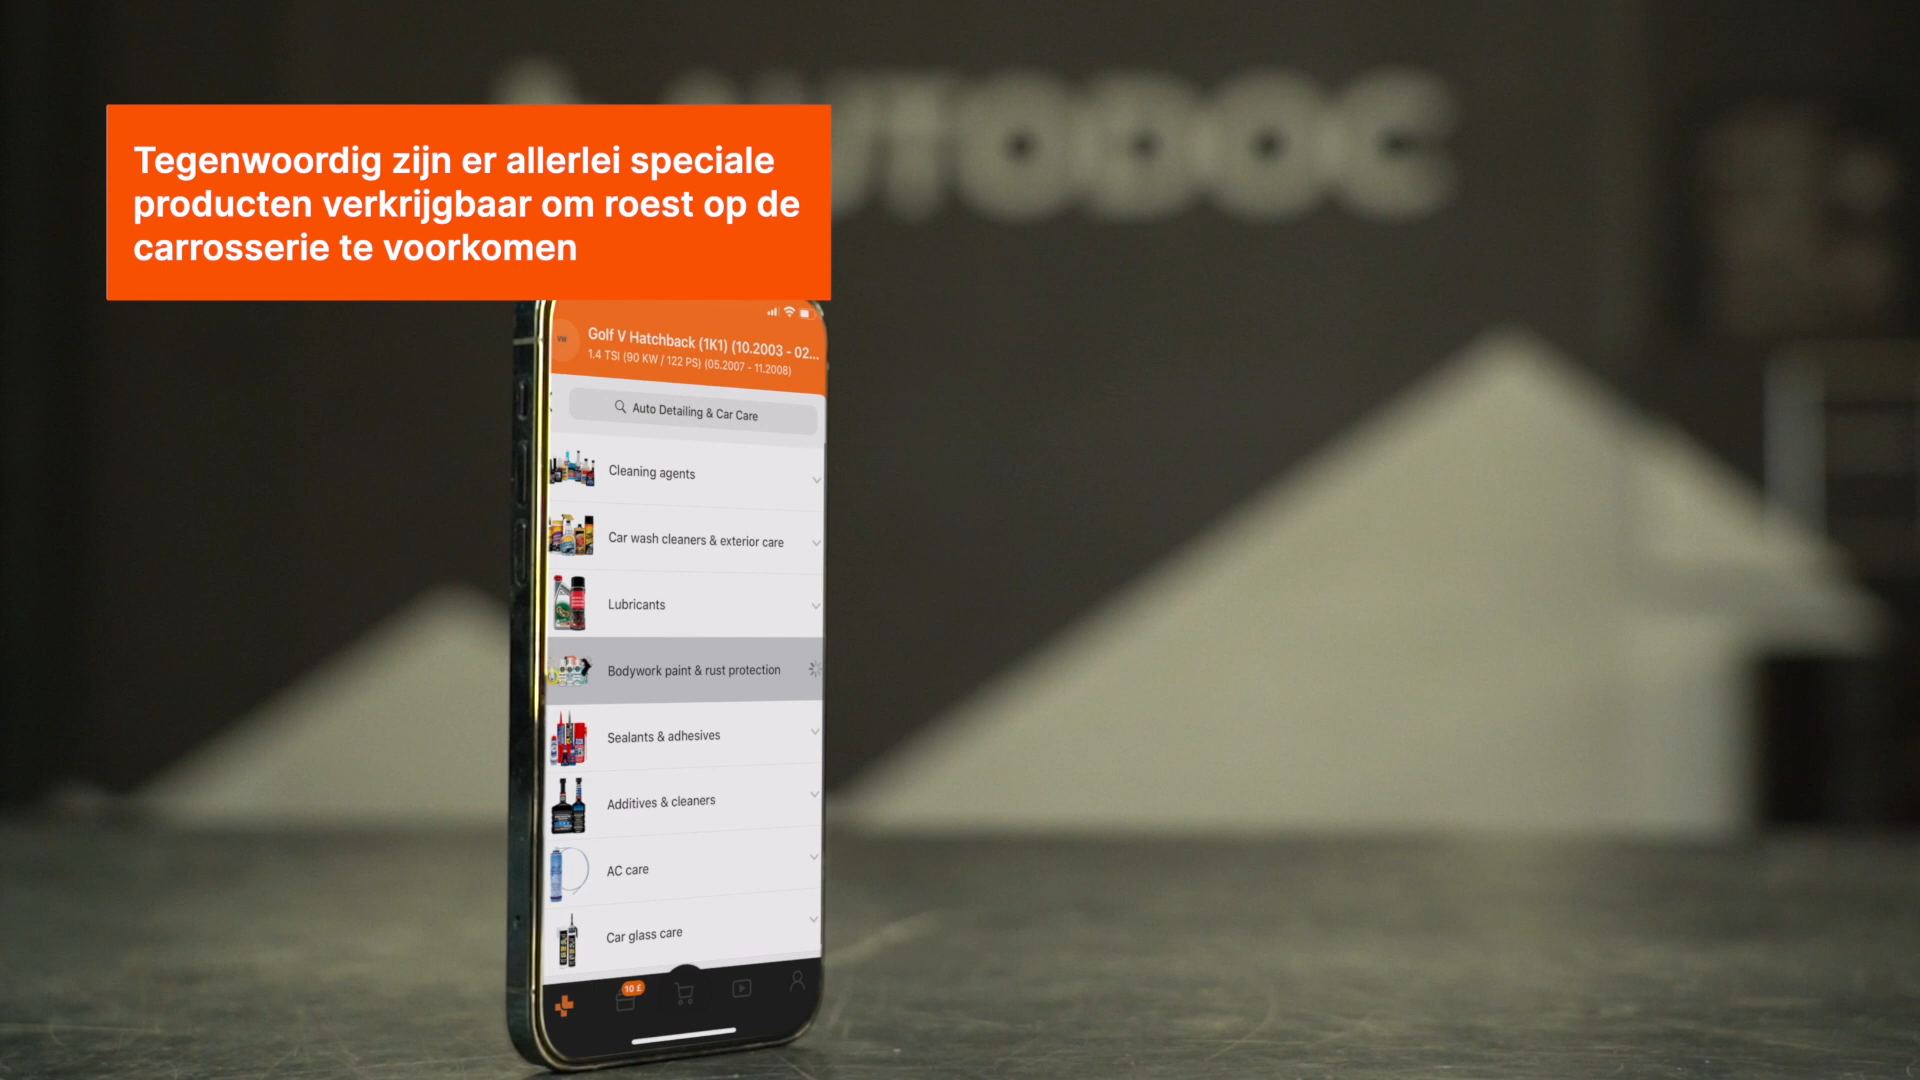 AUTODOC
Tegenwoordig zijn er allerlei speciale
producten verkrijgbaar om roest op de
carrosserie te voorkomen
VW
Golf V Hatchback (1K1) (10.2003 - 02...
1.4 TSI (90 KW / 122 PS) (05.2007 - 11.2008)
Auto Detailing & Car Care
Cleaning agents
Car wash cleaners & exterior care
Lubricants
Bodywork paint & rust protection
Sealants & adhesives
Additives & cleaners
AC care
Car glass care
10 £